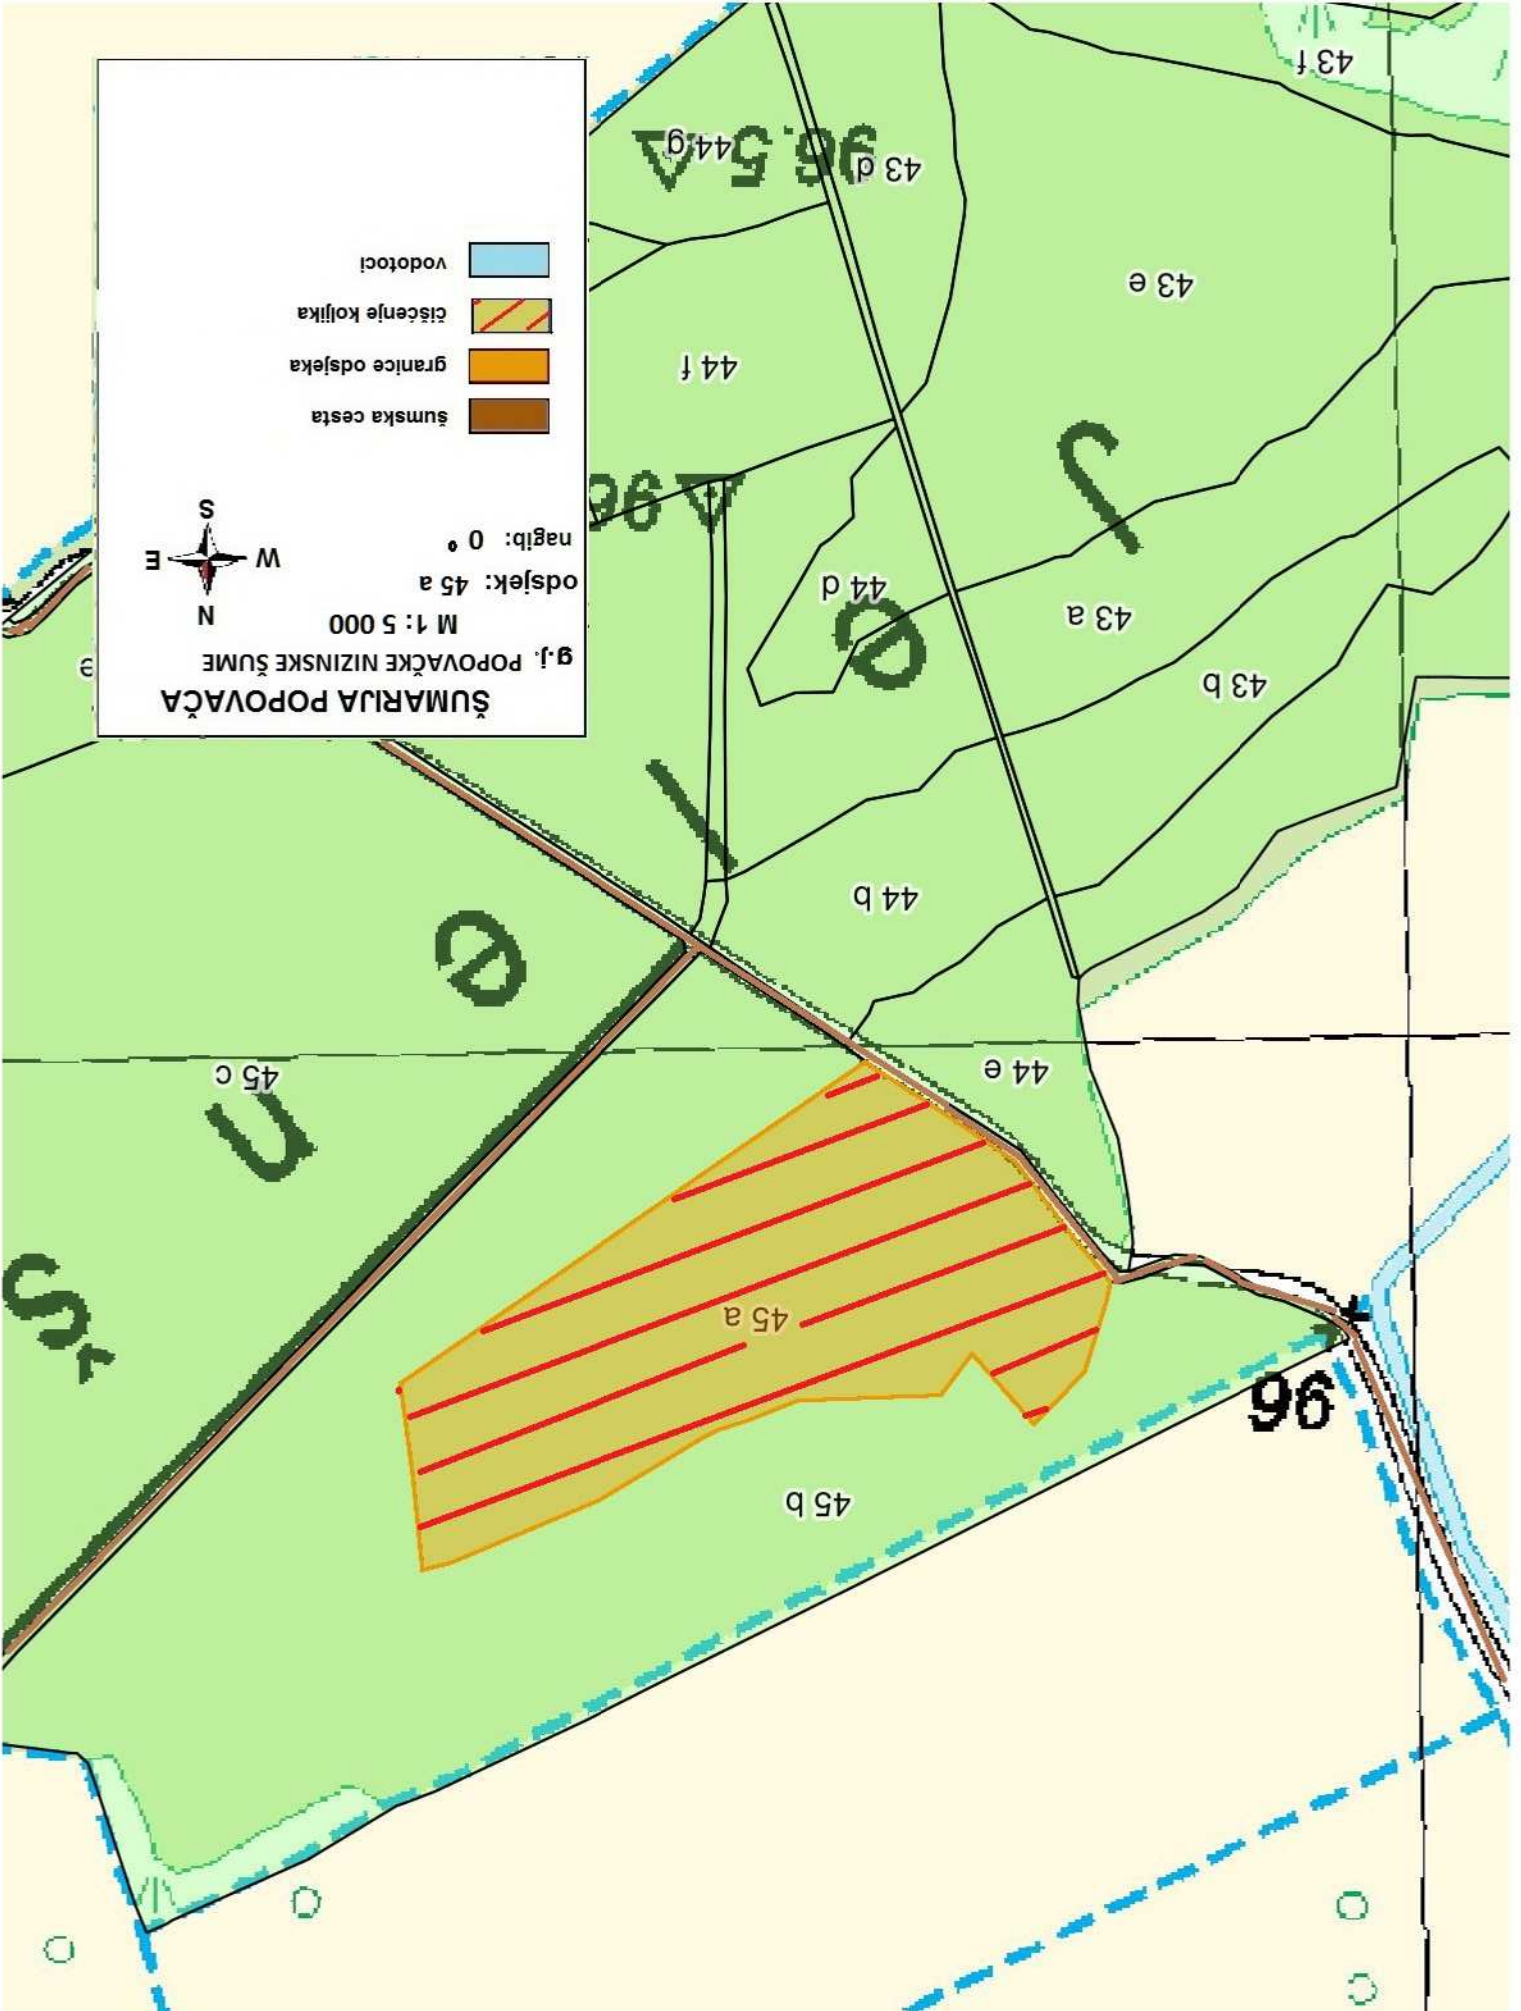 96
45 b
45 a
š
n
45 c
44 e
e
44 b
l
43 b
e
44 d
43 a
J
96
43 e
44 f
43 d
96.5
44 g
43 f
e
ŠUMARIJA POPOVAČA
g.j. POPOVAČKE NIZINSKE ŠUME
M 1: 5 000
odsjek: 45 a
nagib: 0 °
N
W
E
S
šumska cesta
granice odsjeka
čišćenje koljika
vodotoci